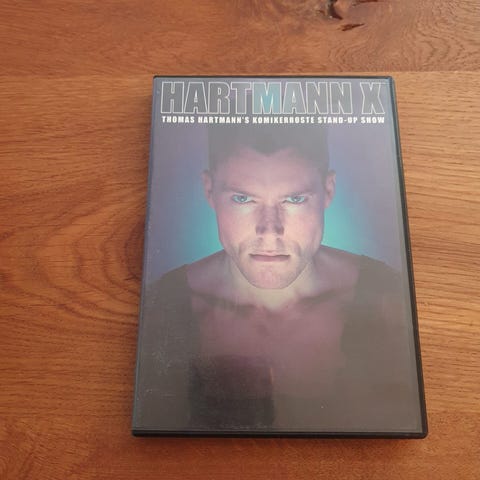 HARTMANN X
THOMAS HARTMANN'S KOMIKERROSTE STAND-UP SHOW